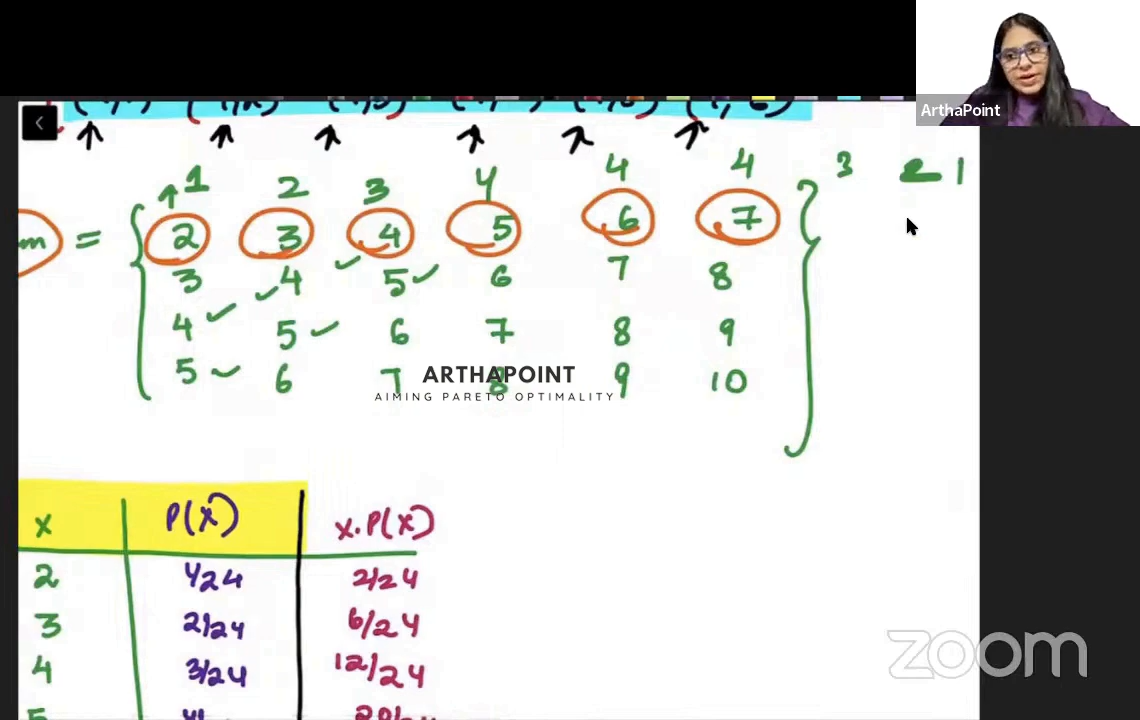 ArthaPoint
1 2 3 4 4 4 3 2 1
m = { 2 3 4 5 6 7 }
3 4 5 6 7 8
4 5 6 7 8 9
5 6 7 8 9 10
ARTHAPOINT
AIMING PARETO OPTIMALITY
x P(x) x.P(x)
2 1/24 2/24
3 2/24 6/24
4 3/24 12/24
5
zoom